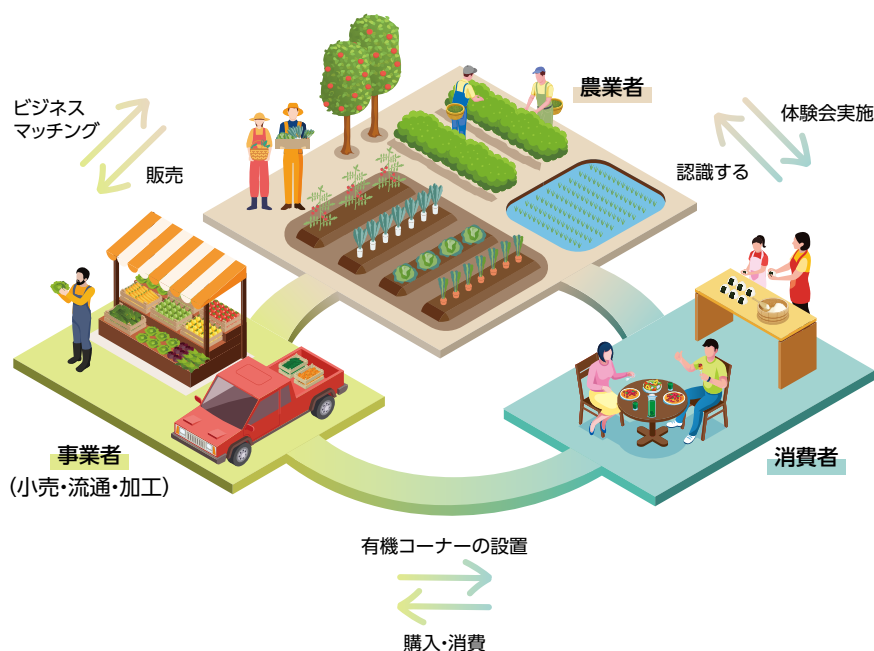 農業者
ビジネス
マッチング
販売
体験会実施
認識する
事業者
(小売・流通・加工)
消費者
有機コーナーの設置
購入・消費